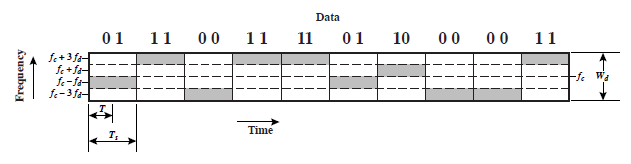 Data
01 11 00 11 11 01 10 00 00 11
Frequency
fc + 3fd
fc + fd
fc – fd
fc – 3fd
fc
Wd
T
Ts
Time